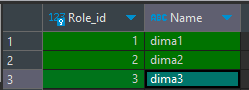 123 Role_id ABC Name
1 1 dima1
2 2 dima2
3 3 dima3